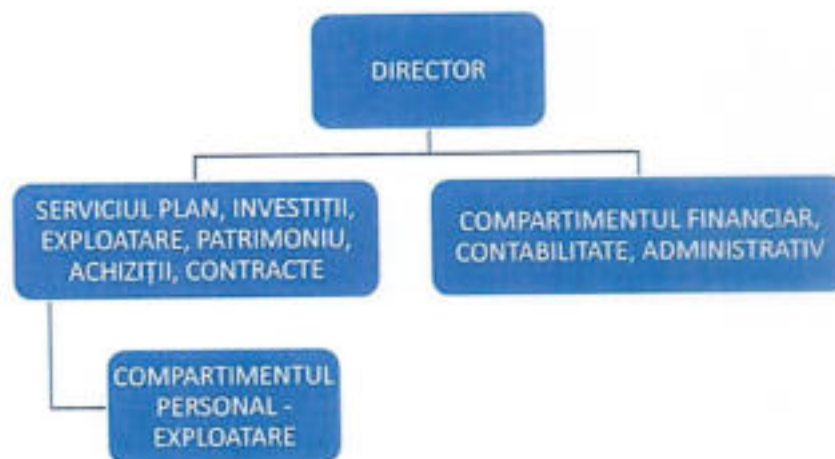 DIRECTOR
SERVICIUL PLAN, INVESTIȚII,
EXPLOATARE, PATRIMONIU,
ACHIZIȚII, CONTRACTE
COMPARTIMENTUL FINANCIAR,
CONTABILITATE, ADMINISTRATIV
COMPARTIMENTUL
PERSONAL -
EXPLOATARE